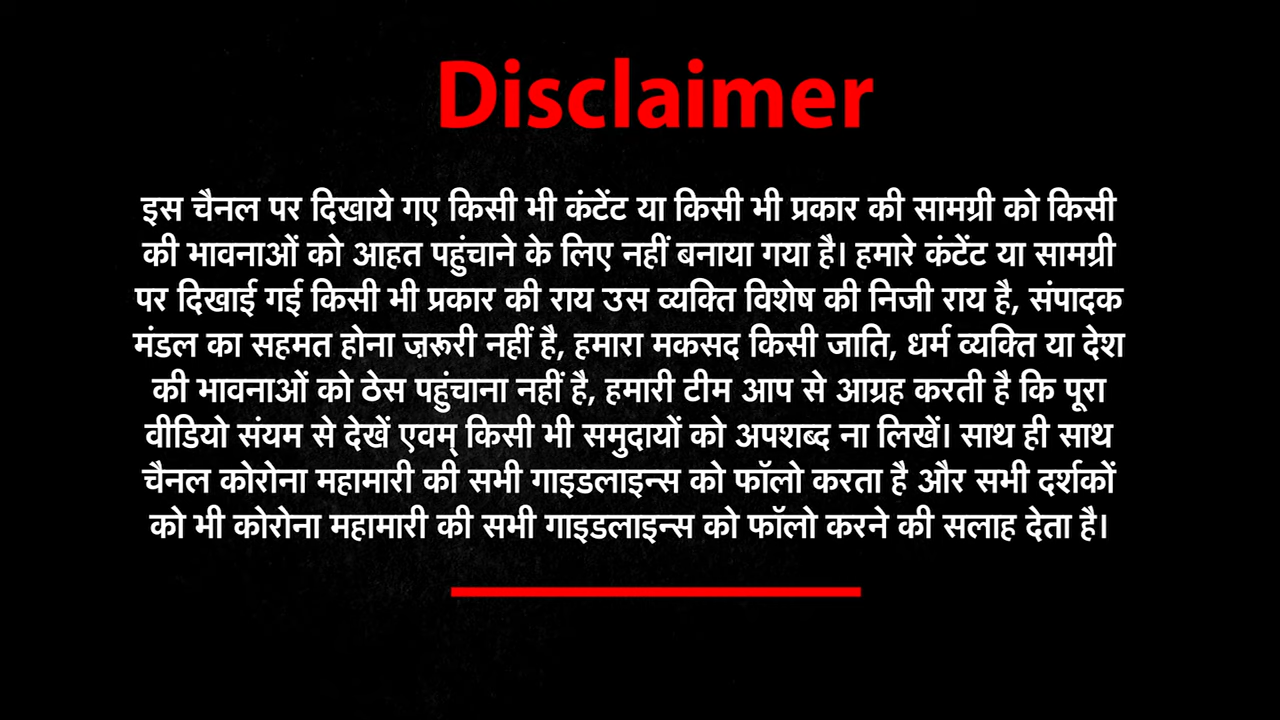 Disclaimer
इस चैनल पर दिखाये गए किसी भी कंटेंट या किसी भी प्रकार की सामग्री को किसी
की भावनाओं को आहत पहुंचाने के लिए नहीं बनाया गया है। हमारे कंटेंट या सामग्री
पर दिखाई गई किसी भी प्रकार की राय उस व्यक्ति विशेष की निजी राय है, संपादक
मंडल का सहमत होना ज़रूरी नहीं है, हमारा मकसद किसी जाति, धर्म व्यक्ति या देश
की भावनाओं को ठेस पहुंचाना नहीं है, हमारी टीम आप से आग्रह करती है कि पूरा
वीडियो संयम से देखें एवम् किसी भी समुदायों को अपशब्द ना लिखें। साथ ही साथ
चैनल कोरोना महामारी की सभी गाइडलाइन्स को फॉलो करता है और सभी दर्शकों
को भी कोरोना महामारी की सभी गाइडलाइन्स को फॉलो करने की सलाह देता है।